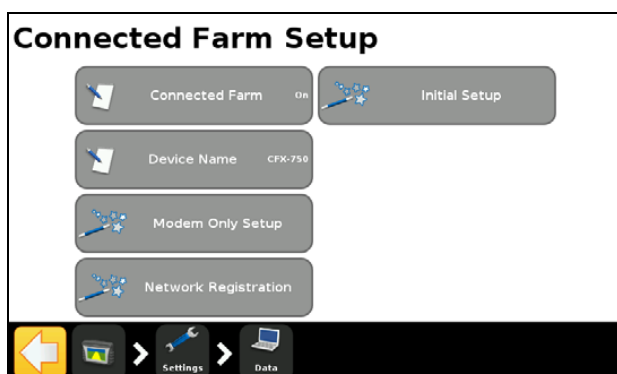 Connected Farm Setup
Connected Farm On
Initial Setup
Device Name CFX-750
Modem Only Setup
Network Registration
Settings
Data